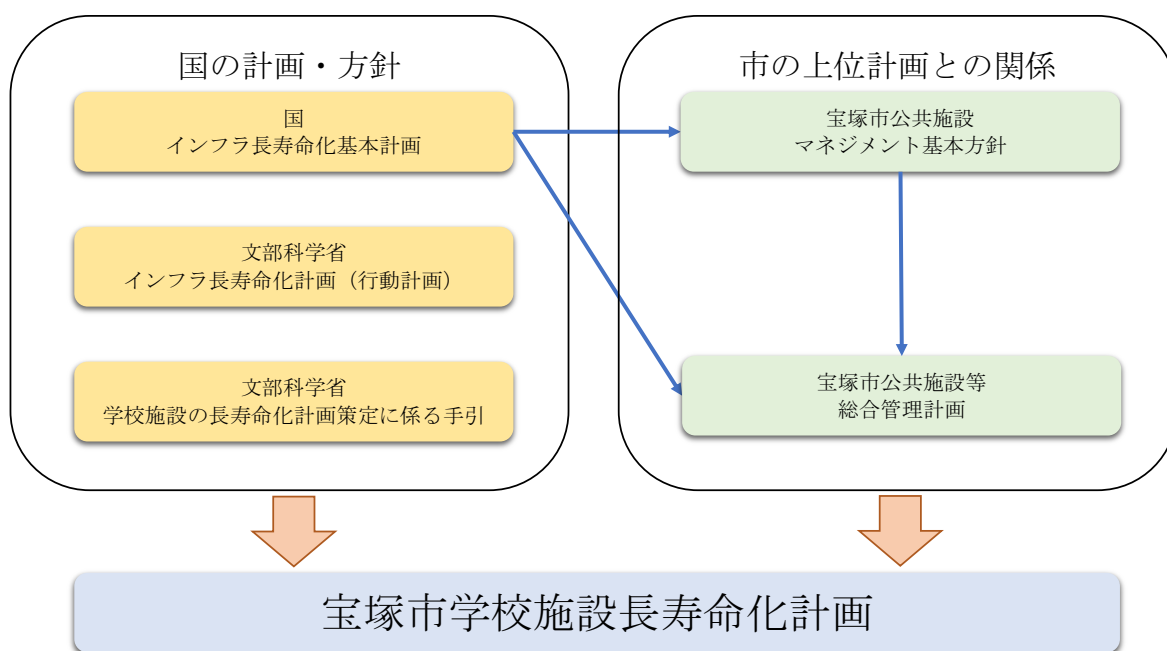 国の計画・方針
国
インフラ長寿命化基本計画
文部科学省
インフラ長寿命化計画（行動計画）
文部科学省
学校施設の長寿命化計画策定に係る手引
市の上位計画との関係
宝塚市公共施設
マネジメント基本方針
宝塚市公共施設等
総合管理計画
宝塚市学校施設長寿命化計画